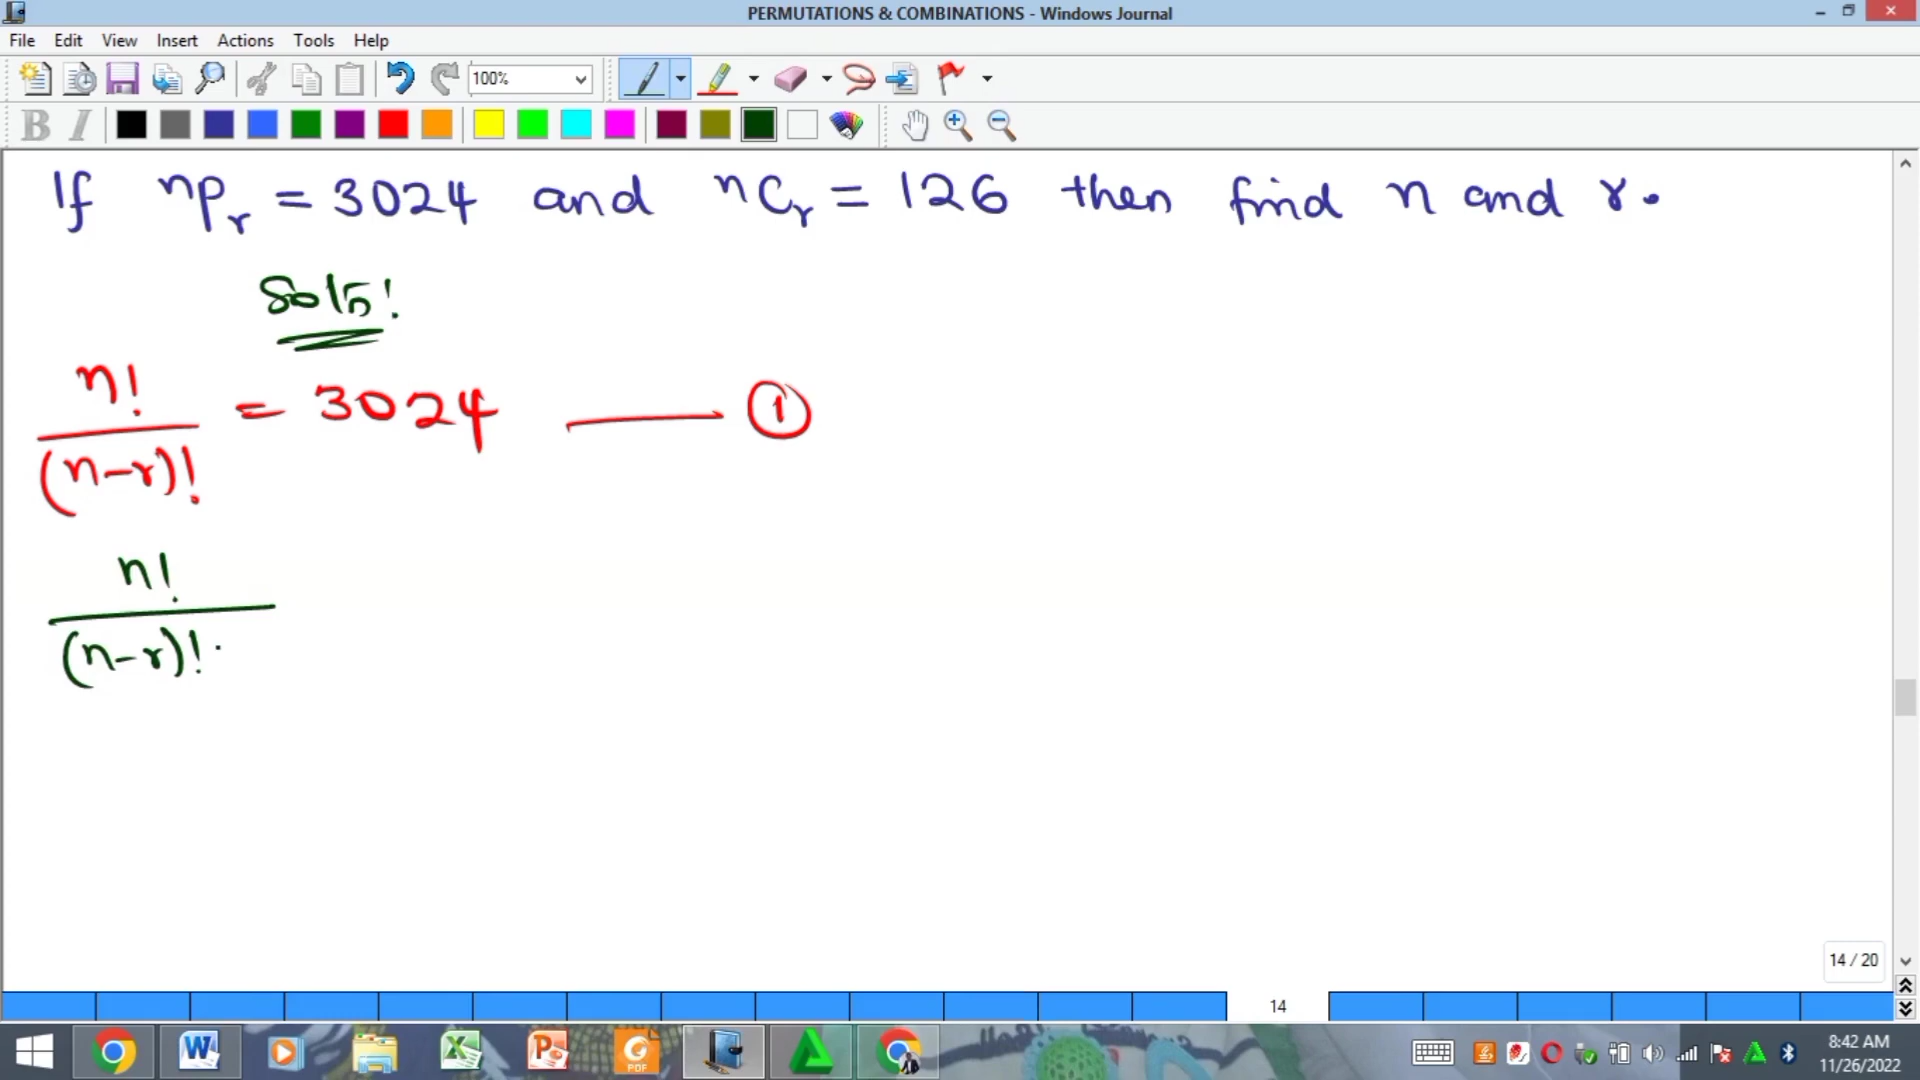 PERMUTATIONS & COMBINATIONS - Windows Journal
File Edit View Insert Actions Tools Help
100%
B I
If nPr = 3024 and nCr = 126 then find n and r.
Soln!
n!
(n-r)! = 3024 ——— ①
n!
(n-r)! .
14 / 20
14
8:42 AM
11/26/2022